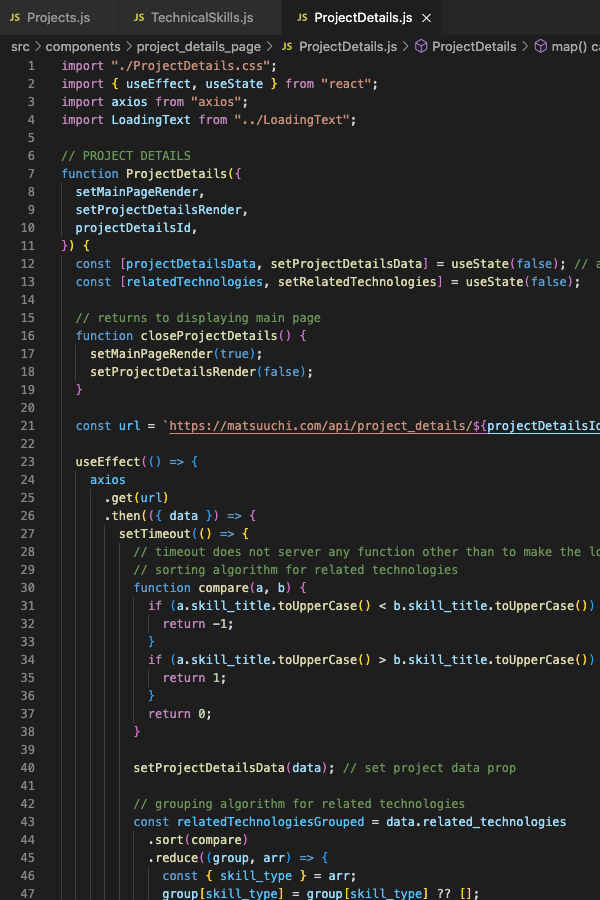 JS Projects.js JS TechnicalSkills.js JS ProjectDetails.js ×
src > components > project_details_page > JS ProjectDetails.js > ProjectDetails > map() ca
1 import "./ProjectDetails.css";
2 import { useEffect, useState } from "react";
3 import axios from "axios";
4 import LoadingText from "../LoadingText";
5
6 // PROJECT DETAILS
7 function ProjectDetails({
8 setMainPageRender,
9 setProjectDetailsRender,
10 projectDetailsId,
11 }) {
12 const [projectDetailsData, setProjectDetailsData] = useState(false); // a
13 const [relatedTechnologies, setRelatedTechnologies] = useState(false);
14
15 // returns to displaying main page
16 function closeProjectDetails() {
17 setMainPageRender(true);
18 setProjectDetailsRender(false);
19 }
20
21 const url = `https://matsuuchi.com/api/project_details/${projectDetailsId
22
23 useEffect(() => {
24 axios
25 .get(url)
26 .then(({ data }) => {
27 setTimeout(() => {
28 // timeout does not server any function other than to make the lo
29 // sorting algorithm for related technologies
30 function compare(a, b) {
31 if (a.skill_title.toUpperCase() < b.skill_title.toUpperCase())
32 return -1;
33 }
34 if (a.skill_title.toUpperCase() > b.skill_title.toUpperCase())
35 return 1;
36 }
37 return 0;
38 }
39
40 setProjectDetailsData(data); // set project data prop
41
42 // grouping algorithm for related technologies
43 const relatedTechnologiesGrouped = data.related_technologies
44 .sort(compare)
45 .reduce((group, arr) => {
46 const { skill_type } = arr;
47 group[skill_type] = group[skill_type] ?? [];